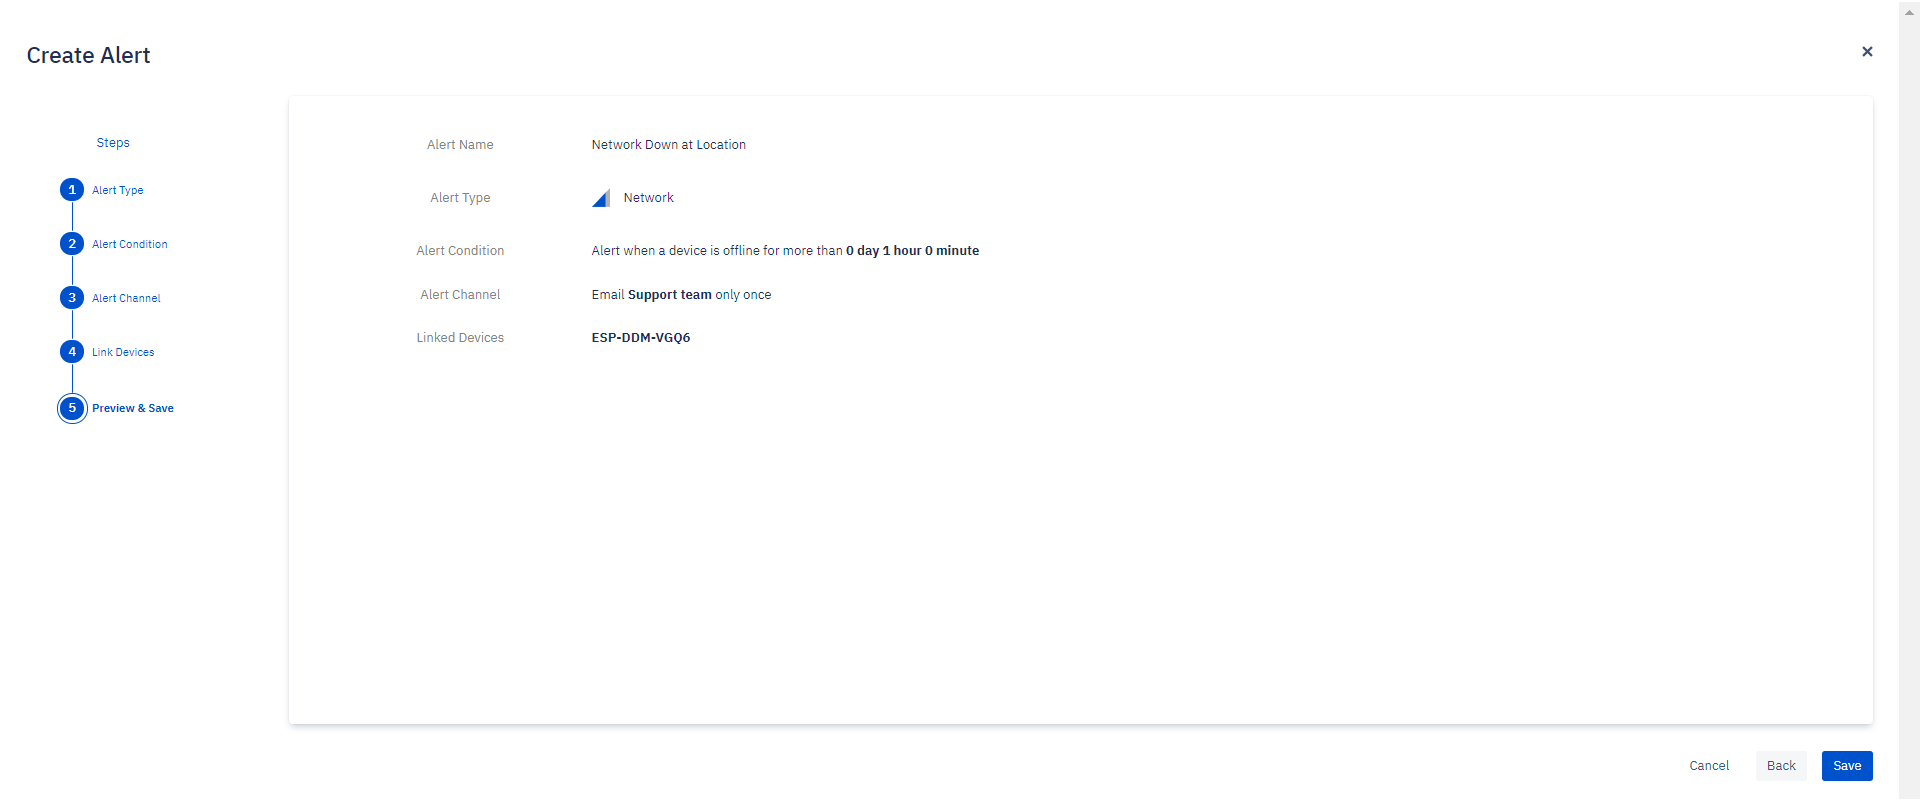 Create Alert
×
Steps
1 Alert Type
2 Alert Condition
3 Alert Channel
4 Link Devices
5 Preview & Save
Alert Name Network Down at Location
Alert Type Network
Alert Condition Alert when a device is offline for more than 0 day 1 hour 0 minute
Alert Channel Email Support team only once
Linked Devices ESP-DDM-VGQ6
Cancel Back Save